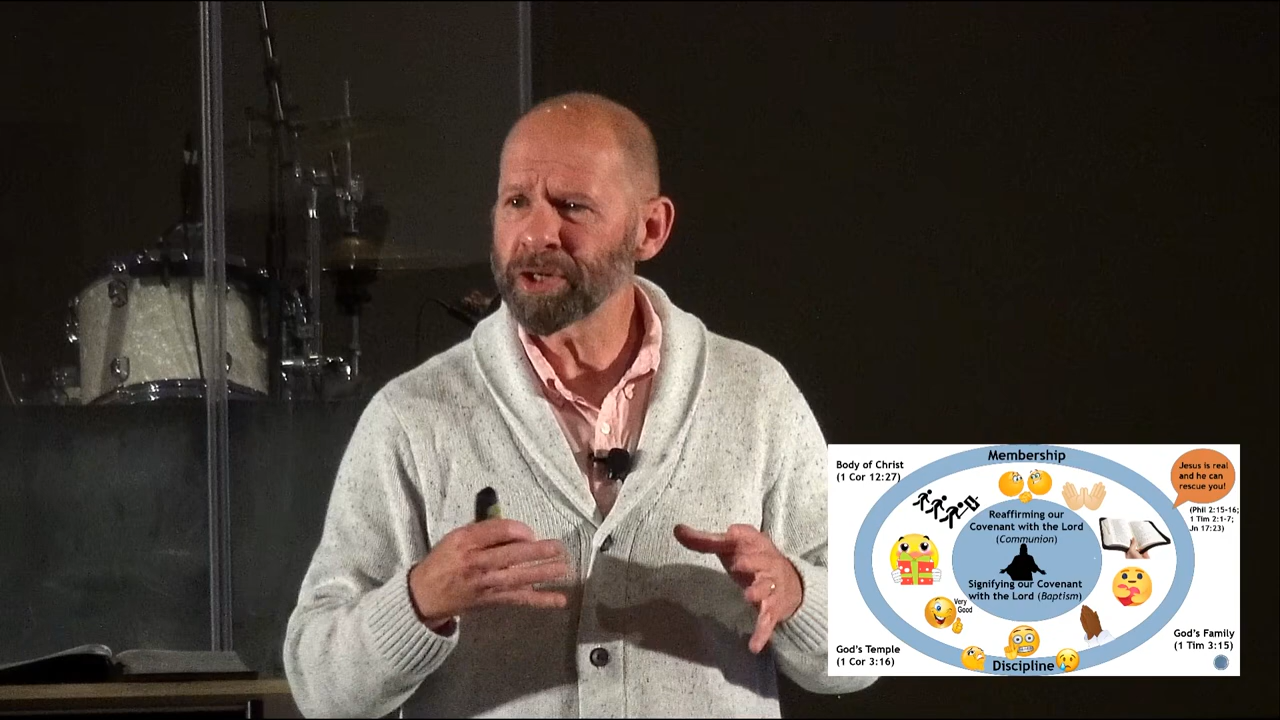 Body of Christ
(1 Cor 12:27)
Membership
Jesus is real
and he can
rescue you!
(Phil 2:15-16;
1 Tim 2:1-7;
Jn 17:23)
Reaffirming our
Covenant with the Lord
(Communion)
Signifying our Covenant
with the Lord (Baptism)
Very
Good
God's Temple
(1 Cor 3:16)
Discipline
God's Family
(1 Tim 3:15)